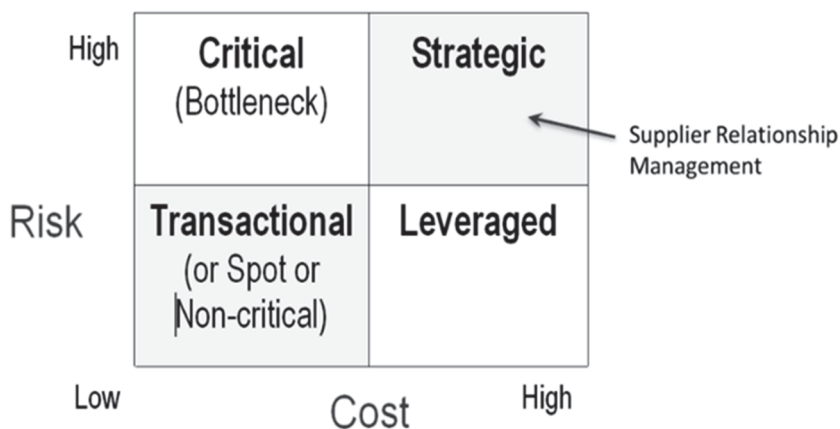 High
Critical
(Bottleneck)
Strategic
Supplier Relationship
Management
Risk
Transactional
(or Spot or
Non-critical)
Leveraged
Low
Cost
High